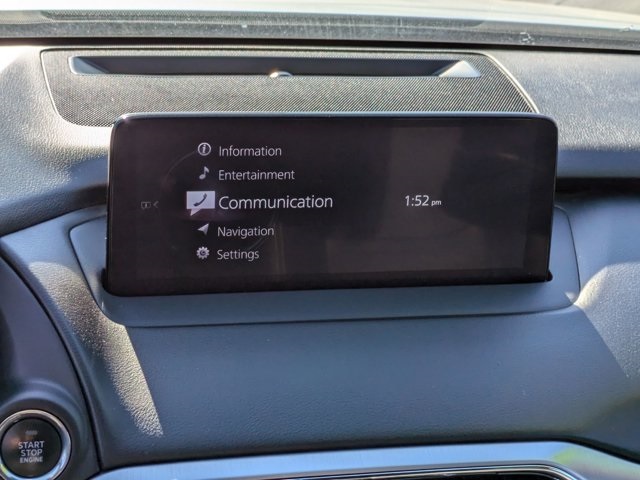 Information
Entertainment
Communication 1:52 pm
Navigation
Settings
START
STOP
ENGINE